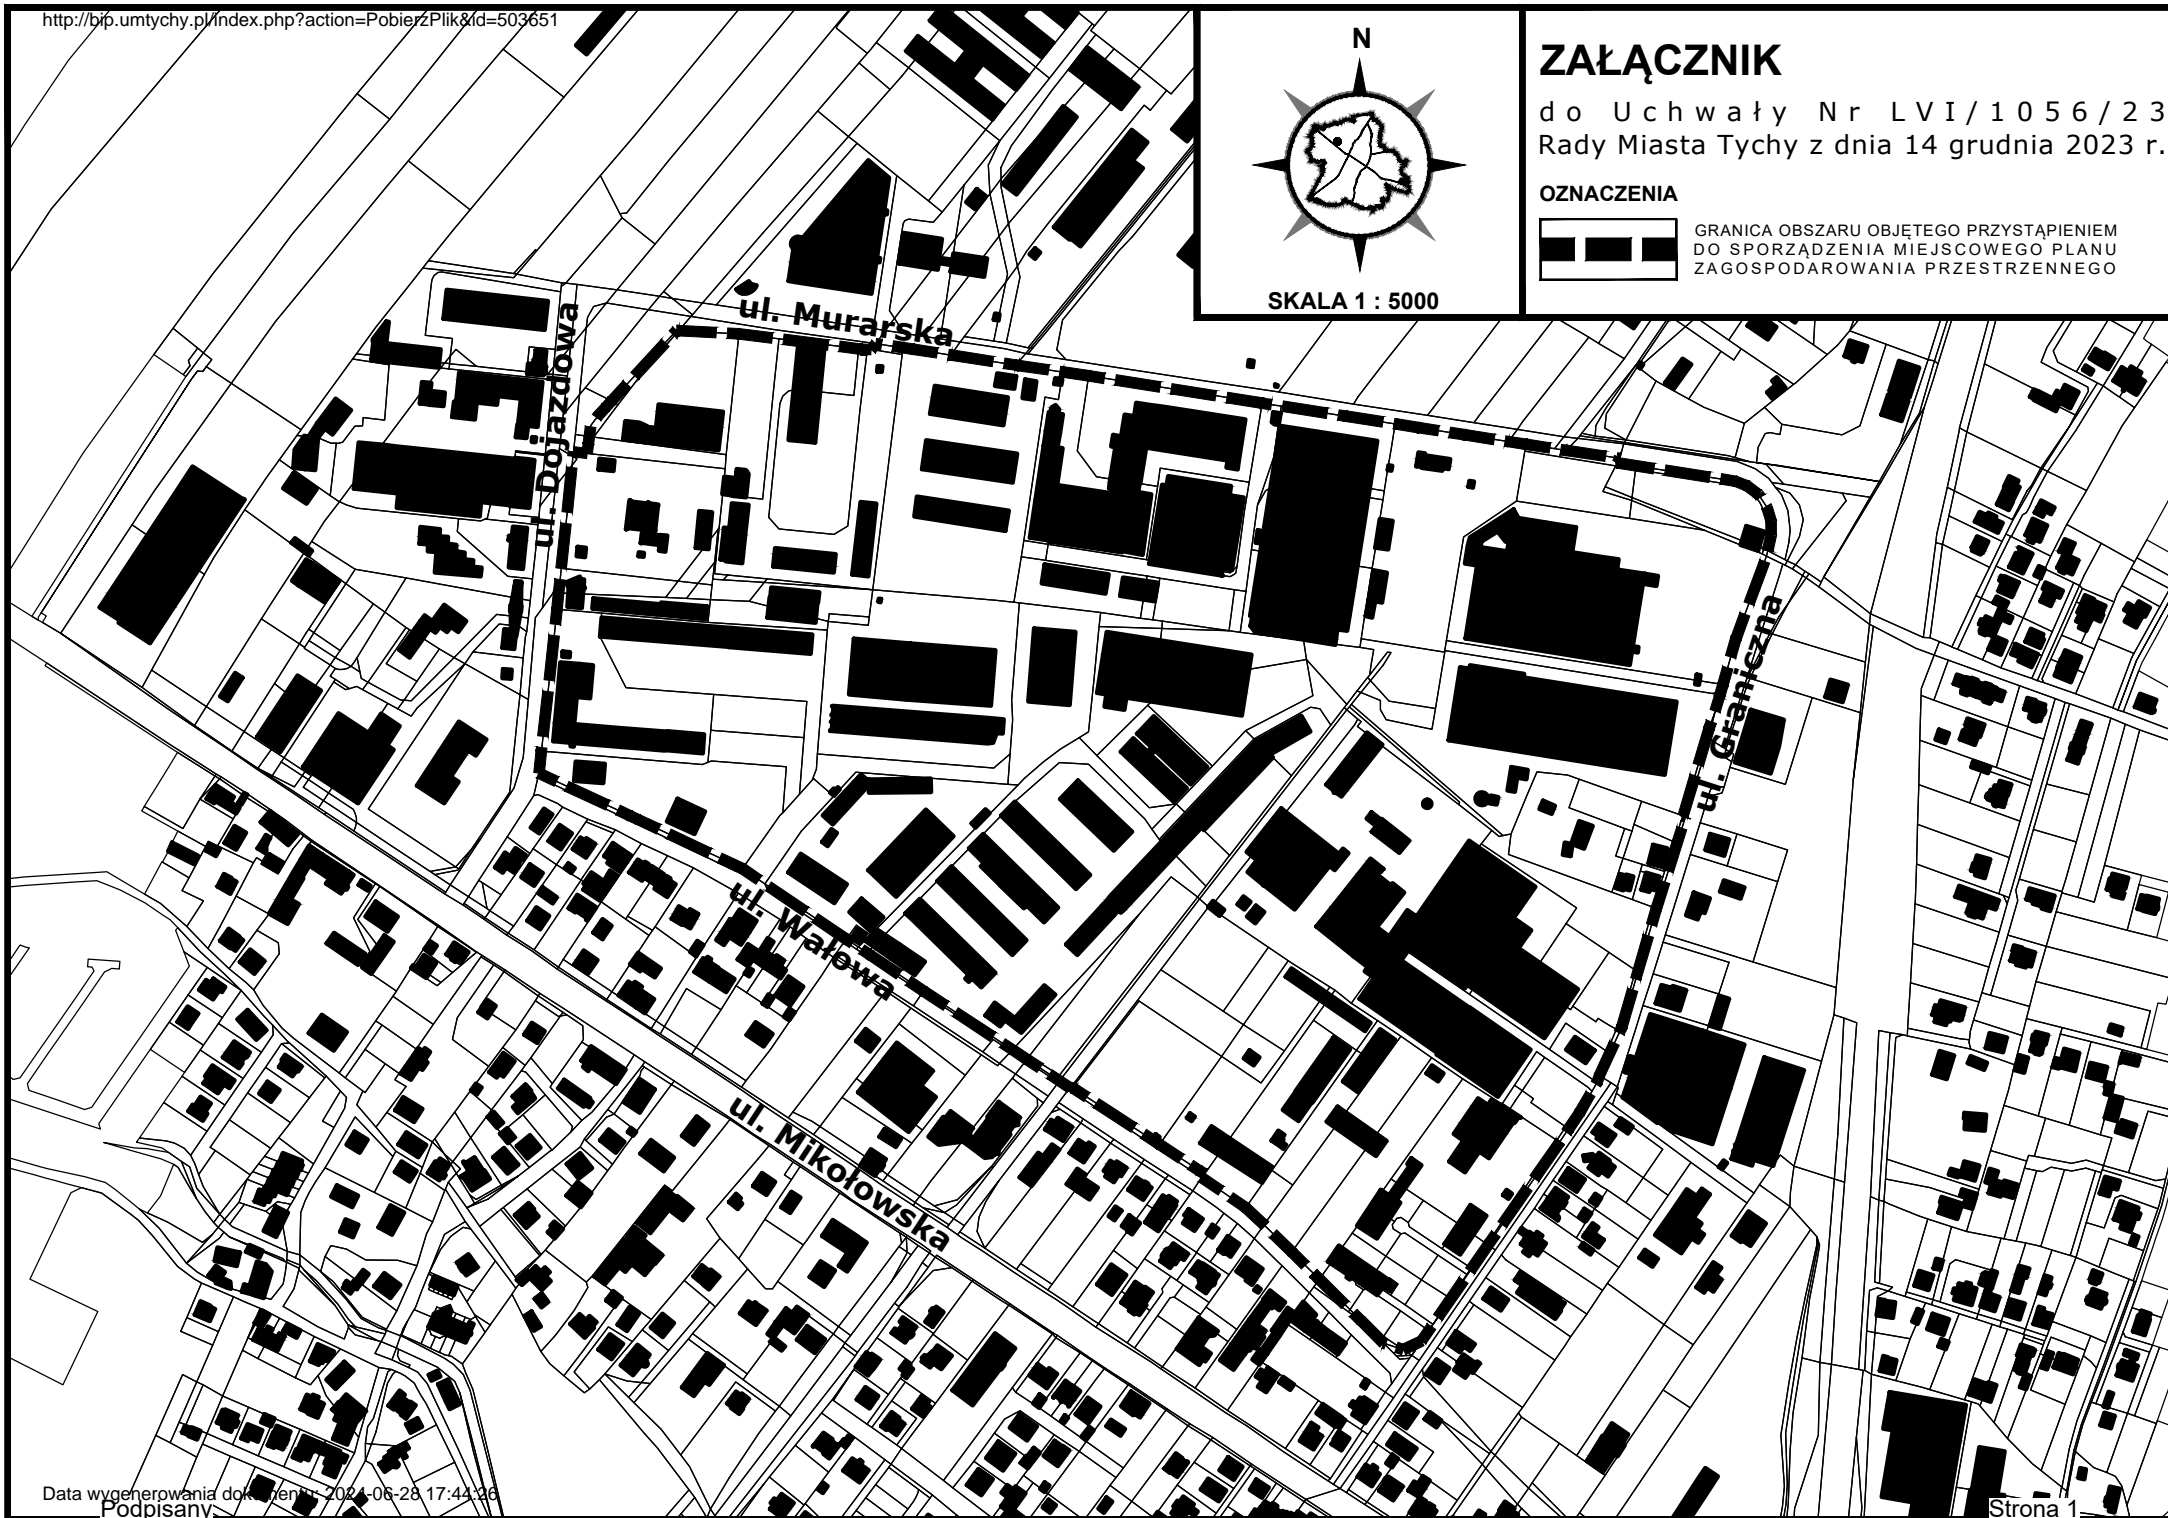 http://bip.umtychy.pl/index.php?action=PobierzPlik&id=503651
N
SKALA 1 : 5000
ZAŁĄCZNIK
do Uchwały Nr LVI/1056/23
Rady Miasta Tychy z dnia 14 grudnia 2023 r.
OZNACZENIA
GRANICA OBSZARU OBJĘTEGO PRZYSTĄPIENIEM
DO SPORZĄDZENIA MIEJSCOWEGO PLANU
ZAGOSPODAROWANIA PRZESTRZENNEGO
ul. Murarska
ul. Dojazdowa
ul. Graniczna
ul. Wałowa
ul. Mikołowska
Data wygenerowania dokumentu: 2024-06-28 17:44:26
Podpisany
Strona 1